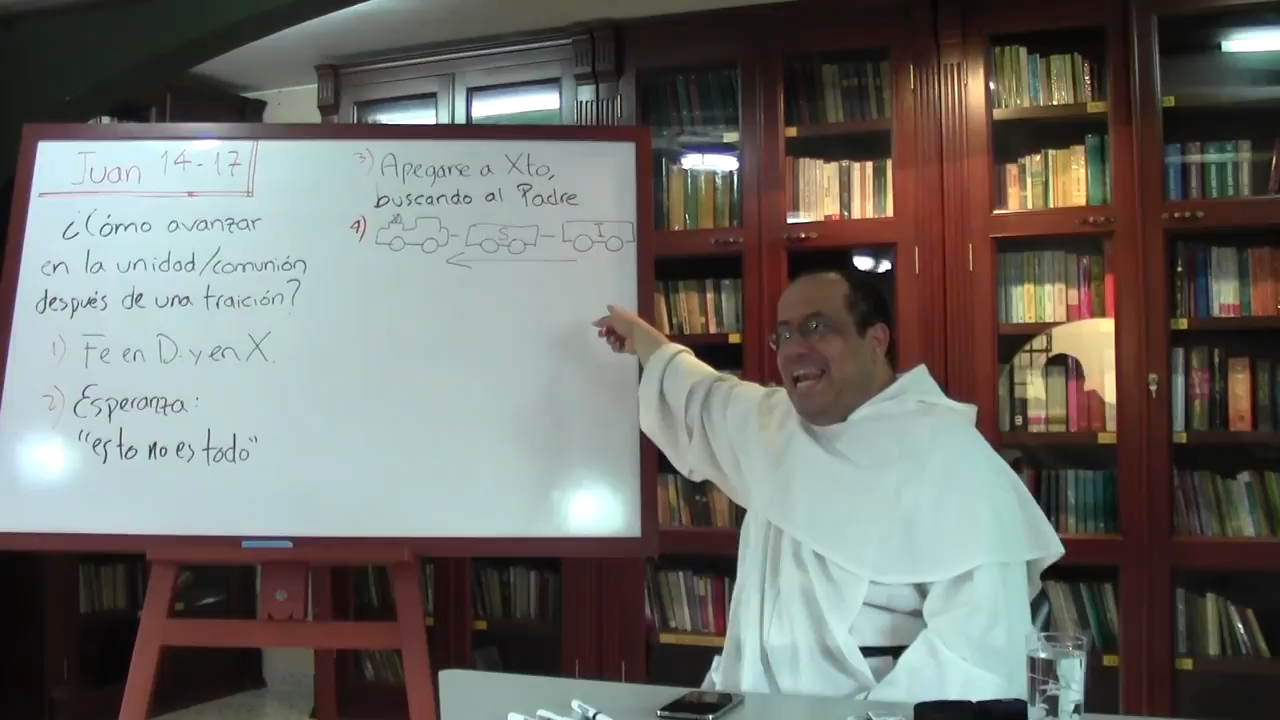 Juan 14-17
¿Cómo avanzar
en la unidad/comunión
después de una traición?
1) Fe en D. y en X.
2) Esperanza:
"esto no es todo"
3) Apegarse a Xto,
buscando al Padre
4)
S
I